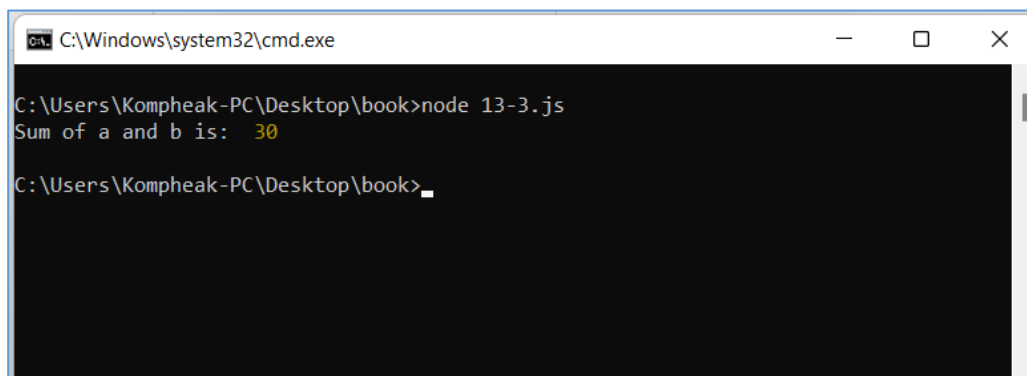 C:\Windows\system32\cmd.exe
C:\Users\Kompheak-PC\Desktop\book>node 13-3.js
Sum of a and b is:  30
C:\Users\Kompheak-PC\Desktop\book>